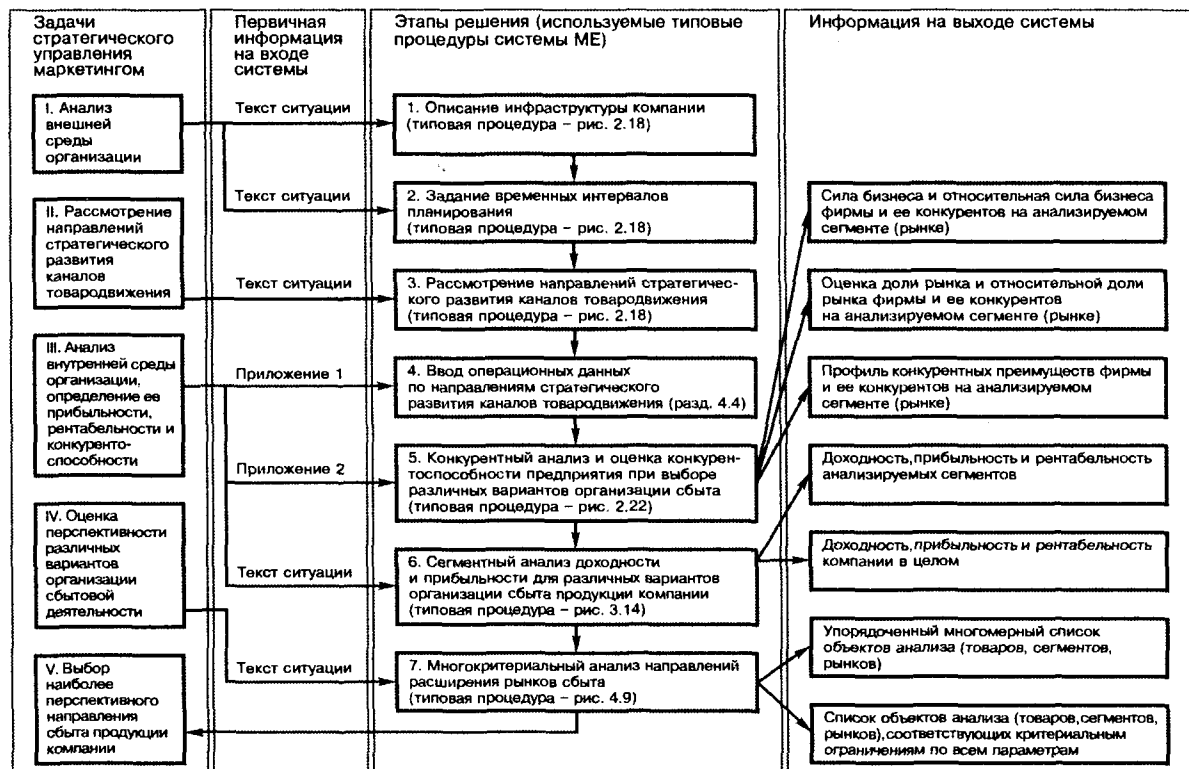 Задачи
стратегического
управления
маркетингом
I. Анализ
внешней
среды
организации
II. Рассмотрение
направлений
стратегического
развития
каналов
товародвижения
III. Анализ
внутренней среды
организации,
определение ее
прибыльности,
рентабельности и
конкуренто-
способности
IV. Оценка
перспективности
различных
вариантов
организации
сбытовой
деятельности
V. Выбор
наиболее
перспективного
направления
сбыта продукции
компании
Первичная
информация
на входе
системы
Текст ситуации
Текст ситуации
Текст ситуации
Приложение 1
Приложение 2
Текст ситуации
Текст ситуации
Этапы решения (используемые типовые
процедуры системы МЕ)
1. Описание инфраструктуры компании
(типовая процедура – рис. 2.18)
2. Задание временных интервалов
планирования
(типовая процедура – рис. 2.18)
3. Рассмотрение направлений стратегичес-
кого развития каналов товародвижения
(типовая процедура – рис. 2.18)
4. Ввод операционных данных
по направлениям стратегического
развития каналов товародвижения (разд. 4.4)
5. Конкурентный анализ и оценка конкурен-
тоспособности предприятия при выборе
различных вариантов организации сбыта
(типовая процедура – рис. 2.22)
6. Сегментный анализ доходности
и прибыльности для различных вариантов
организации сбыта продукции компании
(типовая процедура – рис. 3.14)
7. Многокритериальный анализ направлений
расширения рынков сбыта
(типовая процедура – рис. 4.9)
Информация на выходе системы
Сила бизнеса и относительная сила бизнеса
фирмы и ее конкурентов на анализируемом
сегменте (рынке)
Оценка доли рынка и относительной доли
рынка фирмы и ее конкурентов
на анализируемом сегменте (рынке)
Профиль конкурентных преимуществ фирмы
и ее конкурентов на анализируемом
сегменте (рынке)
Доходность, прибыльность и рентабельность
анализируемых сегментов
Доходность, прибыльность и рентабельность
компании в целом
Упорядоченный многомерный список
объектов анализа (товаров, сегментов,
рынков)
Список объектов анализа (товаров, сегментов,
рынков), соответствующих критериальным
ограничениям по всем параметрам